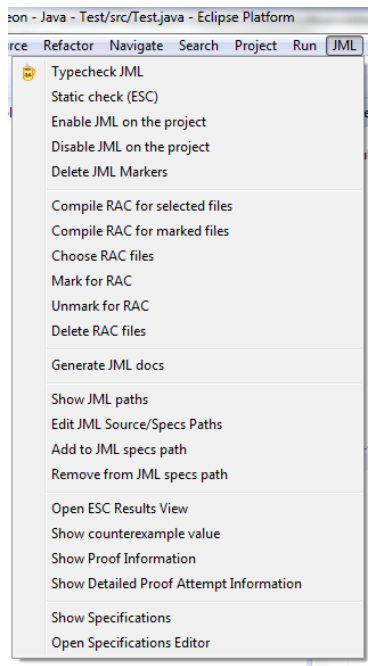 eon - Java - Test/src/Test.java - Eclipse Platform
rce Refactor Navigate Search Project Run JML
Typecheck JML
Static check (ESC)
Enable JML on the project
Disable JML on the project
Delete JML Markers
Compile RAC for selected files
Compile RAC for marked files
Choose RAC files
Mark for RAC
Unmark for RAC
Delete RAC files
Generate JML docs
Show JML paths
Edit JML Source/Specs Paths
Add to JML specs path
Remove from JML specs path
Open ESC Results View
Show counterexample value
Show Proof Information
Show Detailed Proof Attempt Information
Show Specifications
Open Specifications Editor